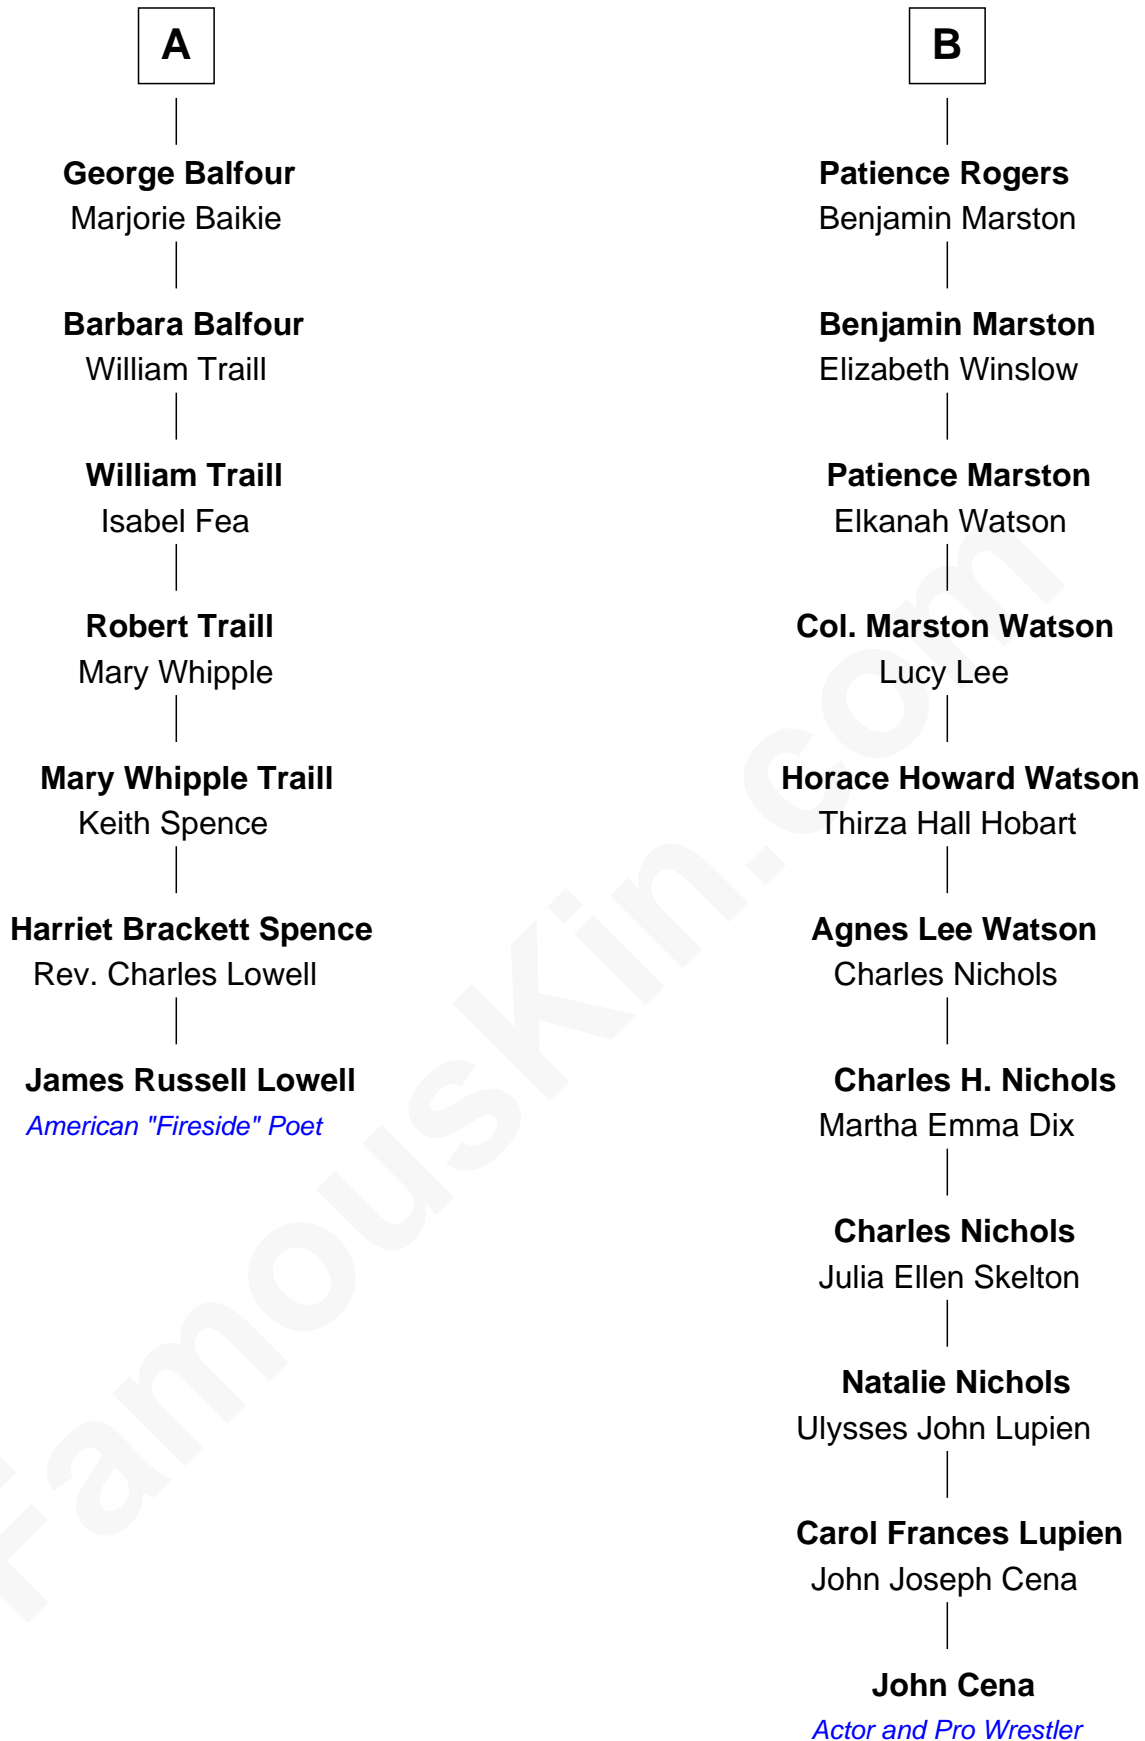 A
George Balfour
Marjorie Baikie
Barbara Balfour
William Traill
William Traill
Isabel Fea
Robert Traill
Mary Whipple
Mary Whipple Traill
Keith Spence
Harriet Brackett Spence
Rev. Charles Lowell
James Russell Lowell
American "Fireside" Poet
B
Patience Rogers
Benjamin Marston
Benjamin Marston
Elizabeth Winslow
Patience Marston
Elkanah Watson
Col. Marston Watson
Lucy Lee
Horace Howard Watson
Thirza Hall Hobart
Agnes Lee Watson
Charles Nichols
Charles H. Nichols
Martha Emma Dix
Charles Nichols
Julia Ellen Skelton
Natalie Nichols
Ulysses John Lupien
Carol Frances Lupien
John Joseph Cena
John Cena
Actor and Pro Wrestler
FamousKin.com